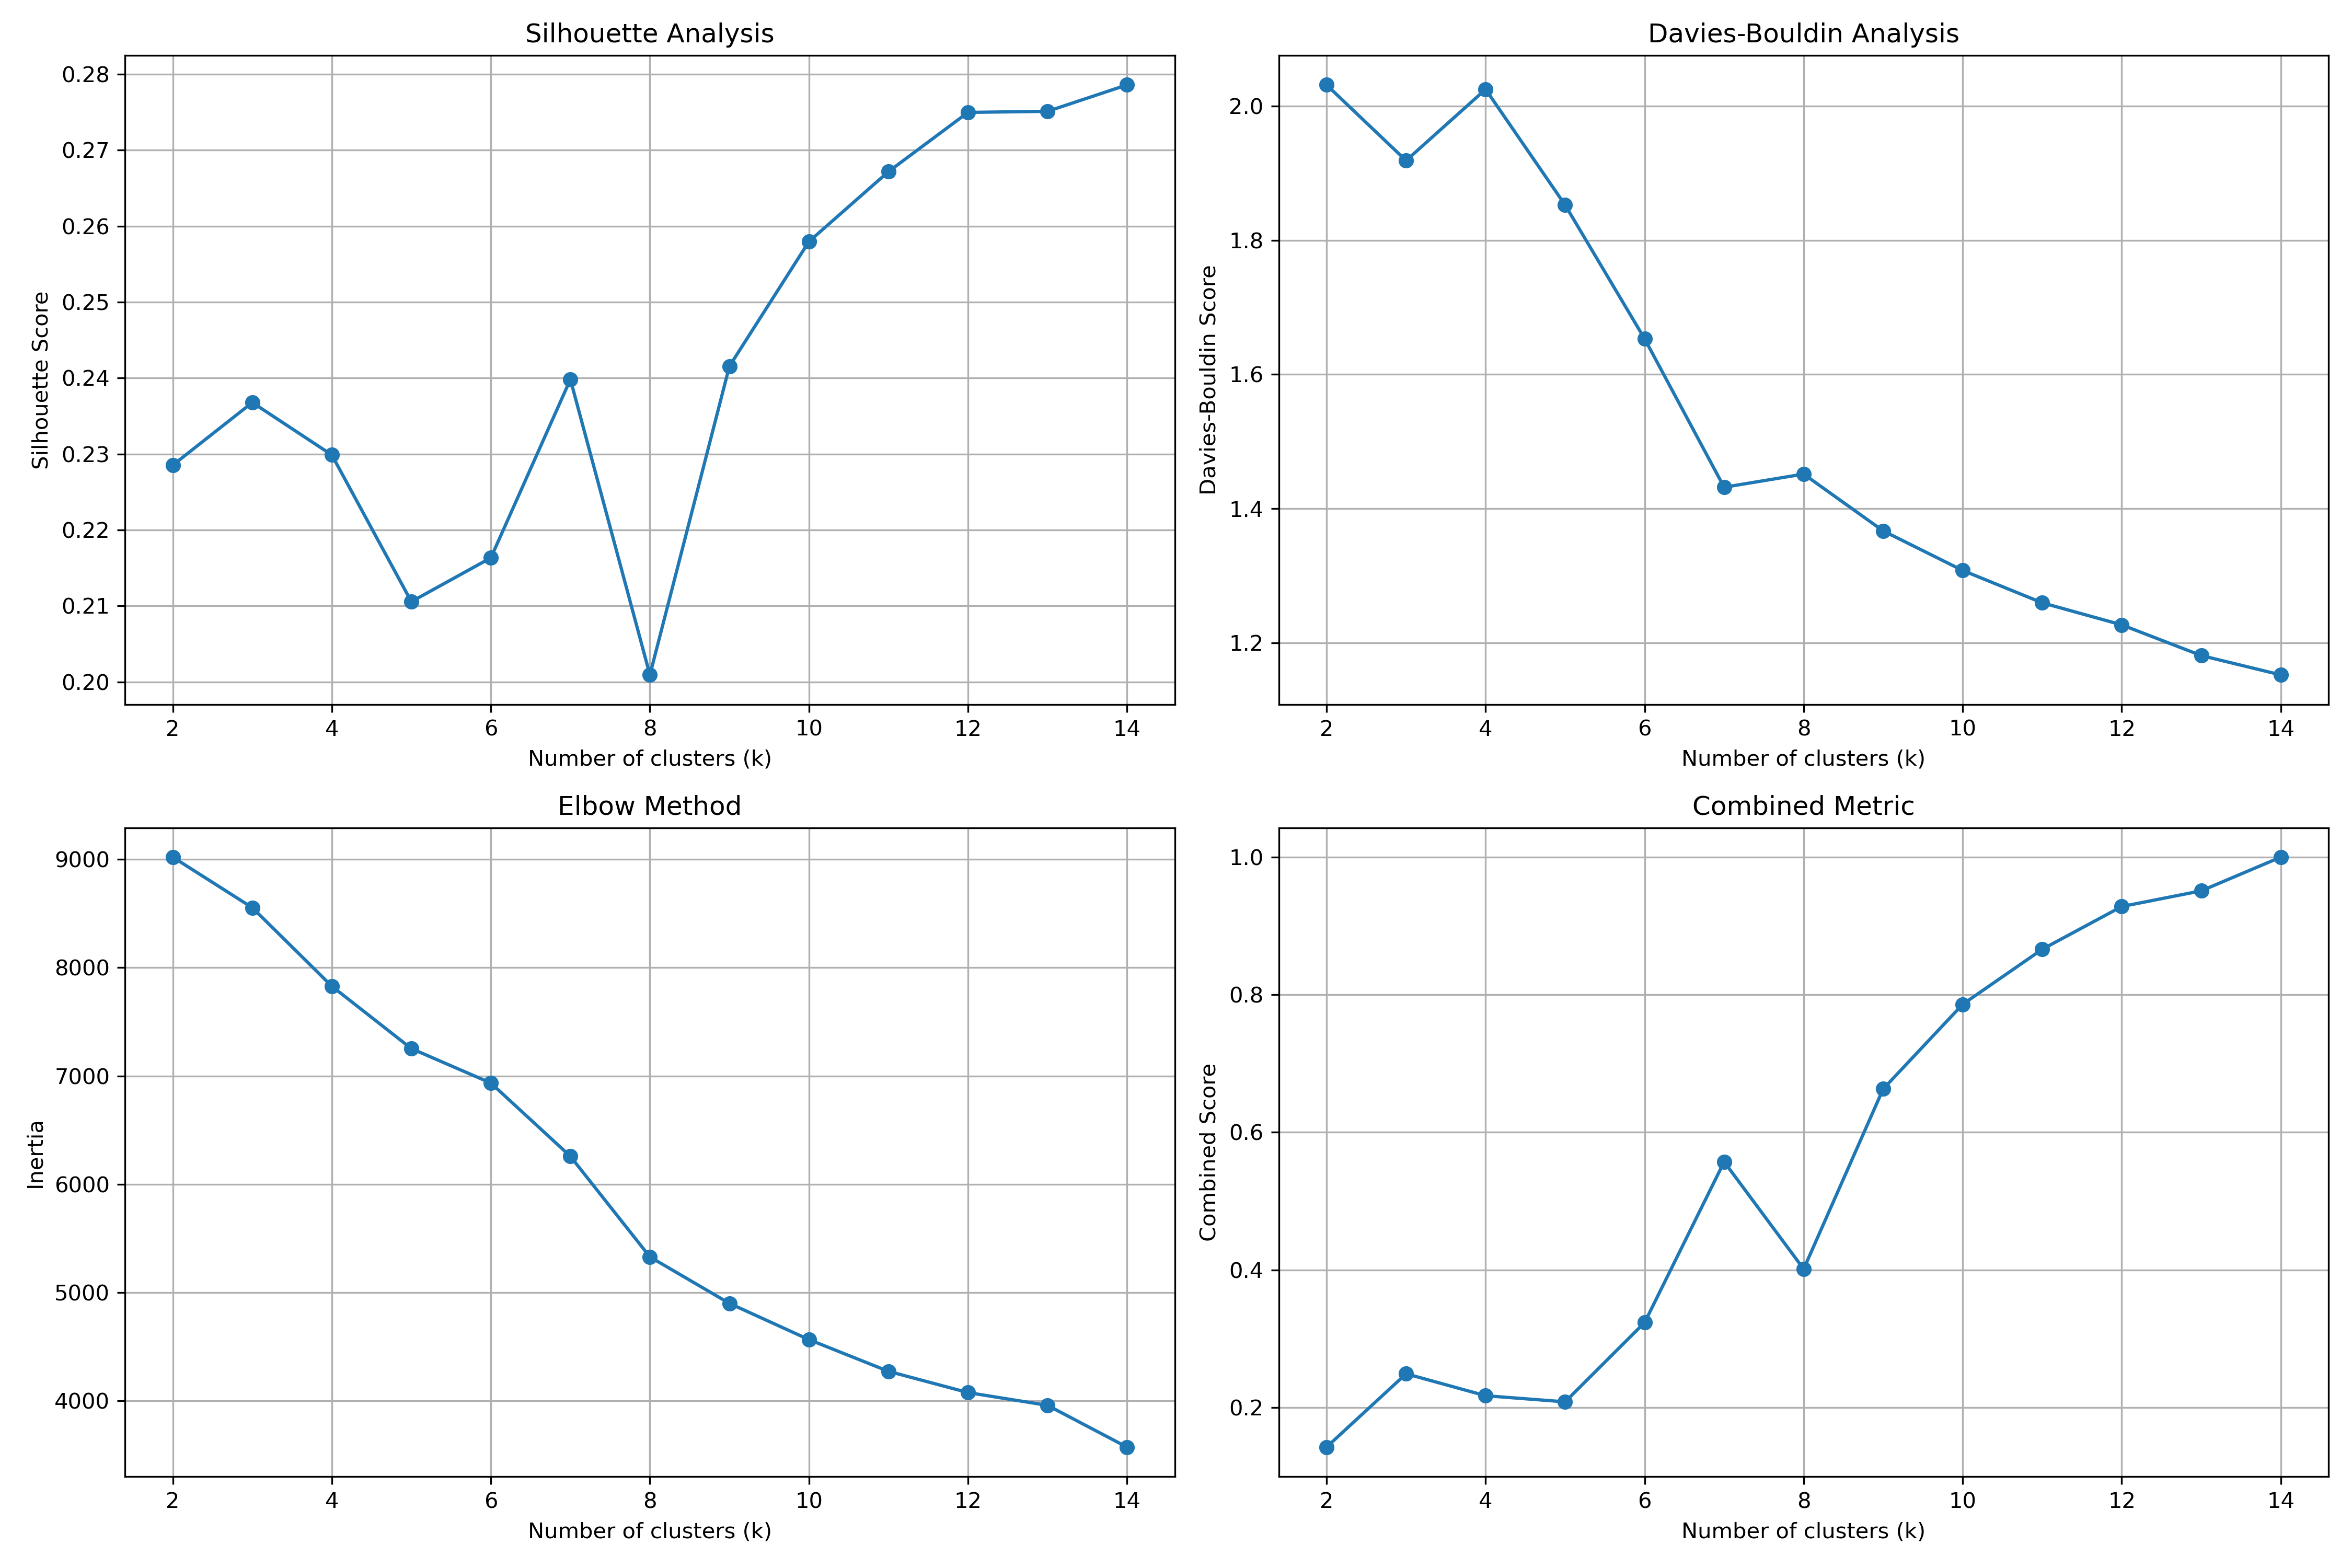 Silhouette Analysis
Silhouette Score
0.28
0.27
0.26
0.25
0.24
0.23
0.22
0.21
0.20
2 4 6 8 10 12 14
Number of clusters (k)
Davies-Bouldin Analysis
Davies-Bouldin Score
2.0
1.8
1.6
1.4
1.2
2 4 6 8 10 12 14
Number of clusters (k)
Elbow Method
Inertia
9000
8000
7000
6000
5000
4000
2 4 6 8 10 12 14
Number of clusters (k)
Combined Metric
Combined Score
1.0
0.8
0.6
0.4
0.2
2 4 6 8 10 12 14
Number of clusters (k)